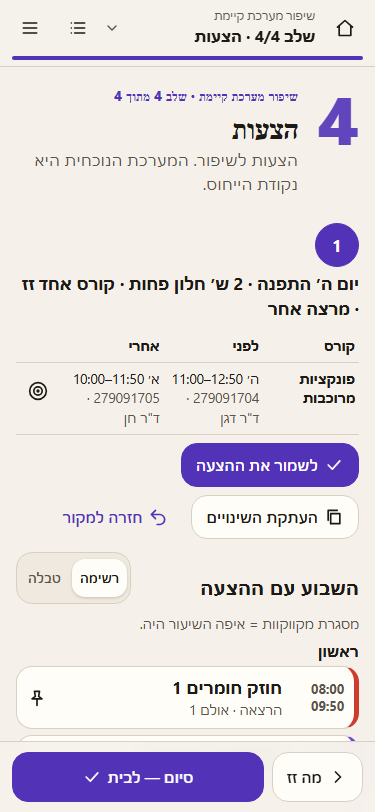 שיפור מערכת קיימת
שלב 4/4 · הצעות
4
שיפור מערכת קיימת · שלב 4 מתוך 4
הצעות
הצעות לשיפור. המערכת הנוכחית היא
נקודת הייחוס.
1
יום ה׳ התפנה · 2 ש׳ חלון פחות · קורס אחד זז
· מרצה אחר
קורס לפני אחרי
פונקציות מרוכבות
ה׳ 11:00–12:50
279091704 ·
ד"ר דגן
א׳ 10:00–11:50
279091705 ·
ד"ר חן
לשמור את ההצעה
העתקת השינויים
חזרה למקור
השבוע עם ההצעה
רשימה
טבלה
מסגרת מקווקוות = איפה השיעור היה.
ראשון
08:00
09:50
חוזק חומרים 1
הרצאה · אולם 1
מה זז
סיום — לבית